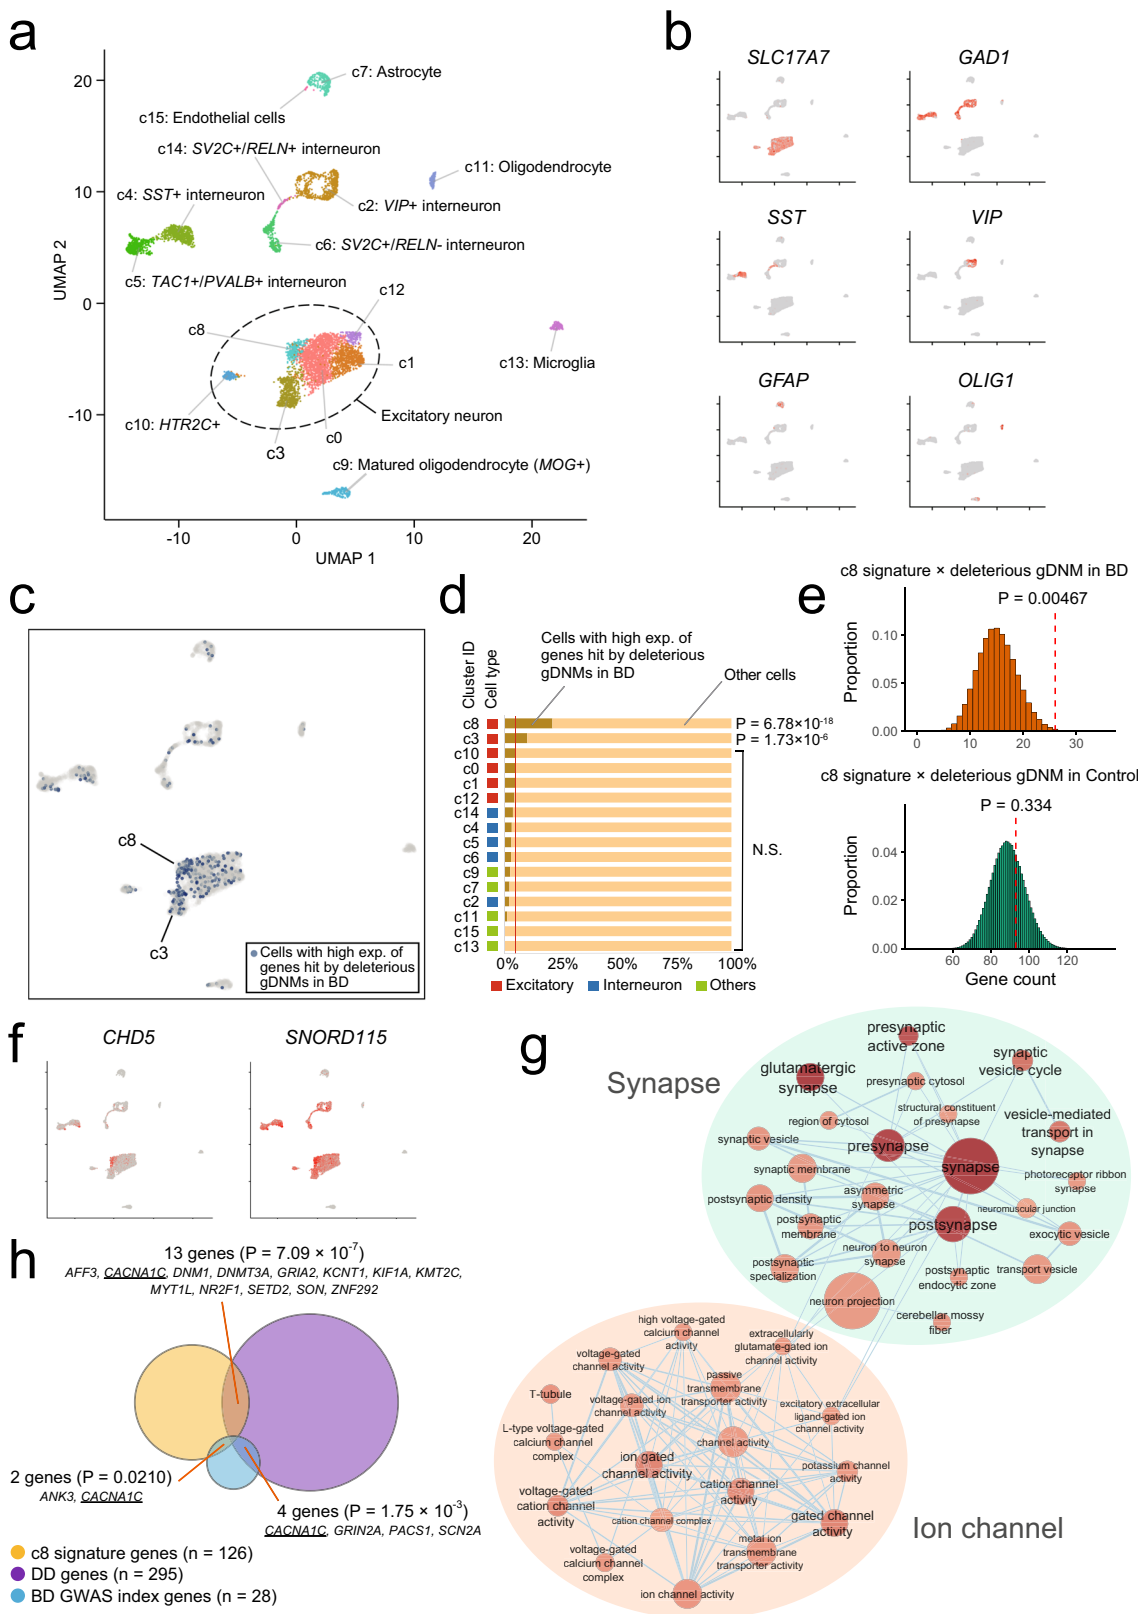 a
20
10
0
-10
UMAP 2
-10
0
10
20
UMAP 1
c7: Astrocyte
c15: Endothelial cells
c14: SV2C+/RELN+ interneuron
c11: Oligodendrocyte
c4: SST+ interneuron
c2: VIP+ interneuron
c6: SV2C+/RELN- interneuron
c5: TAC1+/PVALB+ interneuron
c12
c8
c1
c13: Microglia
Excitatory neuron
c10: HTR2C+
c0
c3
c9: Matured oligodendrocyte (MOG+)
b
SLC17A7
GAD1
SST
VIP
GFAP
OLIG1
c
c8
c3
Cells with high exp. of
genes hit by deleterious
gDNMs in BD
d
Cluster ID
Cell type
Cells with high exp. of
genes hit by deleterious
gDNMs in BD
Other cells
c8
P = 6.78×10-18
c3
P = 1.73×10-6
c10
c0
c1
c12
c14
c4
c5
c6
c9
c7
c2
c11
c15
c13
N.S.
0%
25%
50%
75%
100%
Excitatory
Interneuron
Others
e
c8 signature × deleterious gDNM in BD
P = 0.00467
Proportion
0.10
0.05
0.00
0
10
20
30
c8 signature × deleterious gDNM in Control
P = 0.334
Proportion
0.04
0.02
0.00
60
80
100
120
Gene count
f
CHD5
SNORD115
g
Synapse
presynaptic
active zone
synaptic
vesicle cycle
glutamatergic
synapse
presynaptic cytosol
structural constituent
of presynapse
region of cytosol
vesicle-mediated
transport in
synapse
synaptic vesicle
presynapse
synapse
synaptic membrane
photoreceptor ribbon
synapse
postsynaptic density
asymmetric
synapse
neuromuscular junction
postsynaptic
membrane
postsynapse
exocytic vesicle
neuron to neuron
synapse
postsynaptic
specialization
postsynaptic
endocytic zone
transport vesicle
neuron projection
cerebellar mossy
fiber
high voltage-gated
calcium channel
activity
extracellularly
glutamate-gated ion
channel activity
voltage-gated
channel activity
passive
transmembrane
transporter activity
T-tubule
voltage-gated ion
channel activity
excitatory extracellular
ligand-gated ion
channel activity
L-type voltage-gated
calcium channel
complex
channel activity
ion gated
channel activity
potassium channel
activity
voltage-gated
cation channel
activity
cation channel
activity
cation channel complex
gated channel
activity
metal ion
transmembrane
transporter activity
voltage-gated
calcium channel
complex
ion channel activity
Ion channel
h
13 genes (P = 7.09 × 10-7)
AFF3, CACNA1C, DNM1, DNMT3A, GRIA2, KCNT1, KIF1A, KMT2C,
MYT1L, NR2F1, SETD2, SON, ZNF292
2 genes (P = 0.0210)
ANK3, CACNA1C
4 genes (P = 1.75 × 10-3)
CACNA1C, GRIN2A, PACS1, SCN2A
c8 signature genes (n = 126)
DD genes (n = 295)
BD GWAS index genes (n = 28)